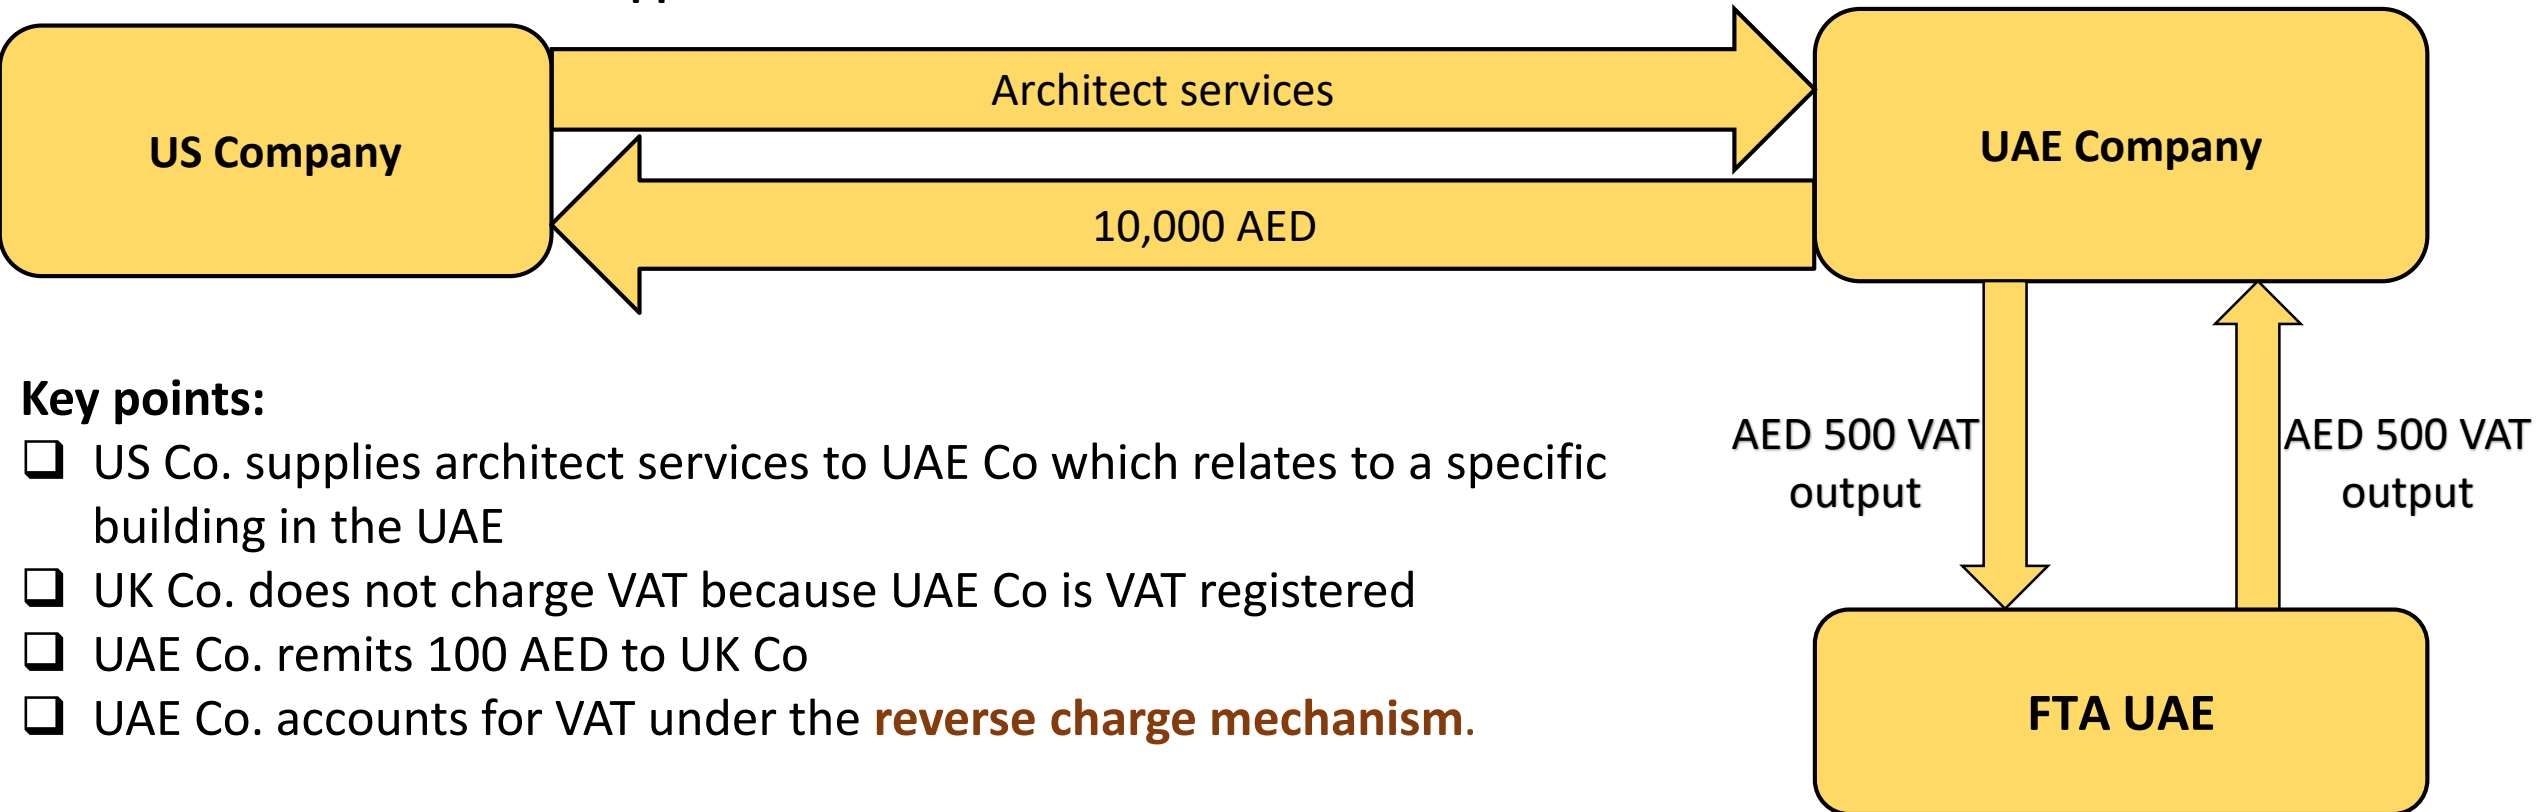 US Company
Architect services
10,000 AED
UAE Company
Key points:
❑ US Co. supplies architect services to UAE Co which relates to a specific
building in the UAE
❑ UK Co. does not charge VAT because UAE Co is VAT registered
❑ UAE Co. remits 100 AED to UK Co
❑ UAE Co. accounts for VAT under the reverse charge mechanism.
AED 500 VAT
output
AED 500 VAT
output
FTA UAE